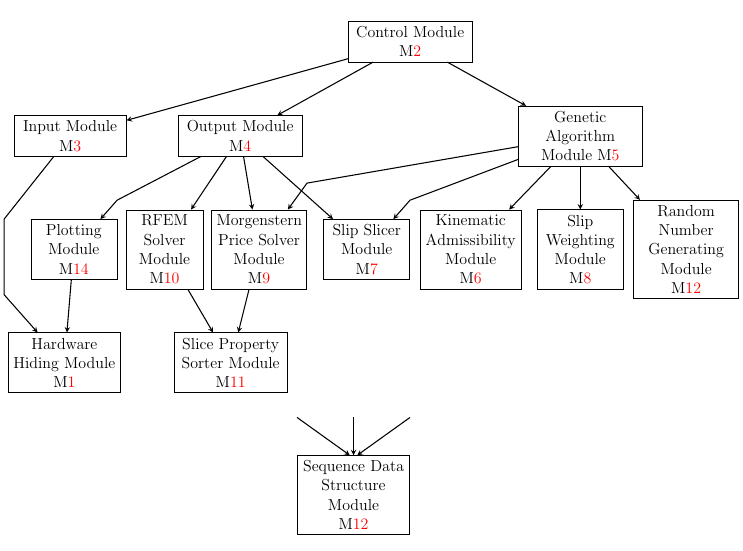 Control Module
M2
Input Module
M3
Output Module
M4
Genetic
Algorithm
Module M5
Plotting
Module
M14
RFEM
Solver
Module
M10
Morgenstern
Price Solver
Module
M9
Slip Slicer
Module
M7
Kinematic
Admissibility
Module
M6
Slip
Weighting
Module
M8
Random
Number
Generating
Module
M12
Hardware
Hiding Module
M1
Slice Property
Sorter Module
M11
Sequence Data
Structure
Module
M12